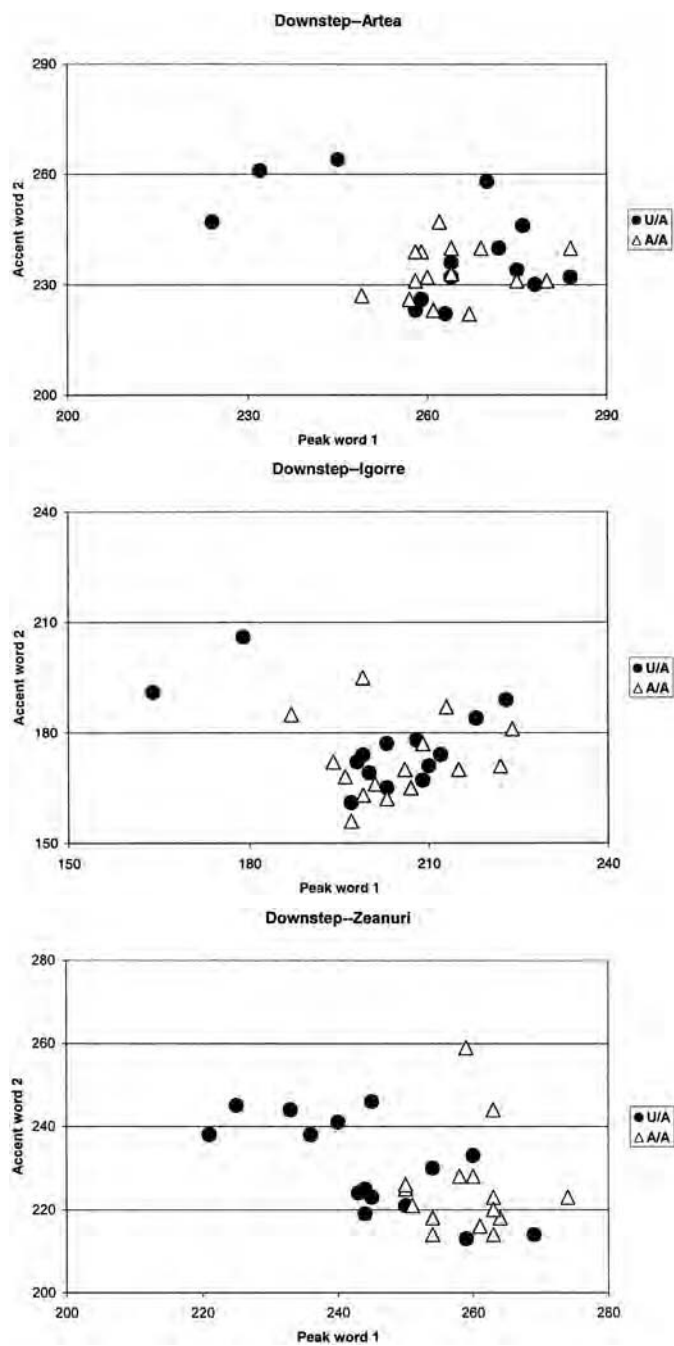 Downstep–Artea
290
260
230
200
Accent word 2
200 230 260 290
Peak word 1
● U/A
△ A/A
Downstep–Igorre
240
210
180
150
Accent word 2
150 180 210 240
Peak word 1
● U/A
△ A/A
Downstep--Zeanuri
280
260
240
220
200
Accent word 2
200 220 240 260 280
Peak word 1
● U/A
△ A/A